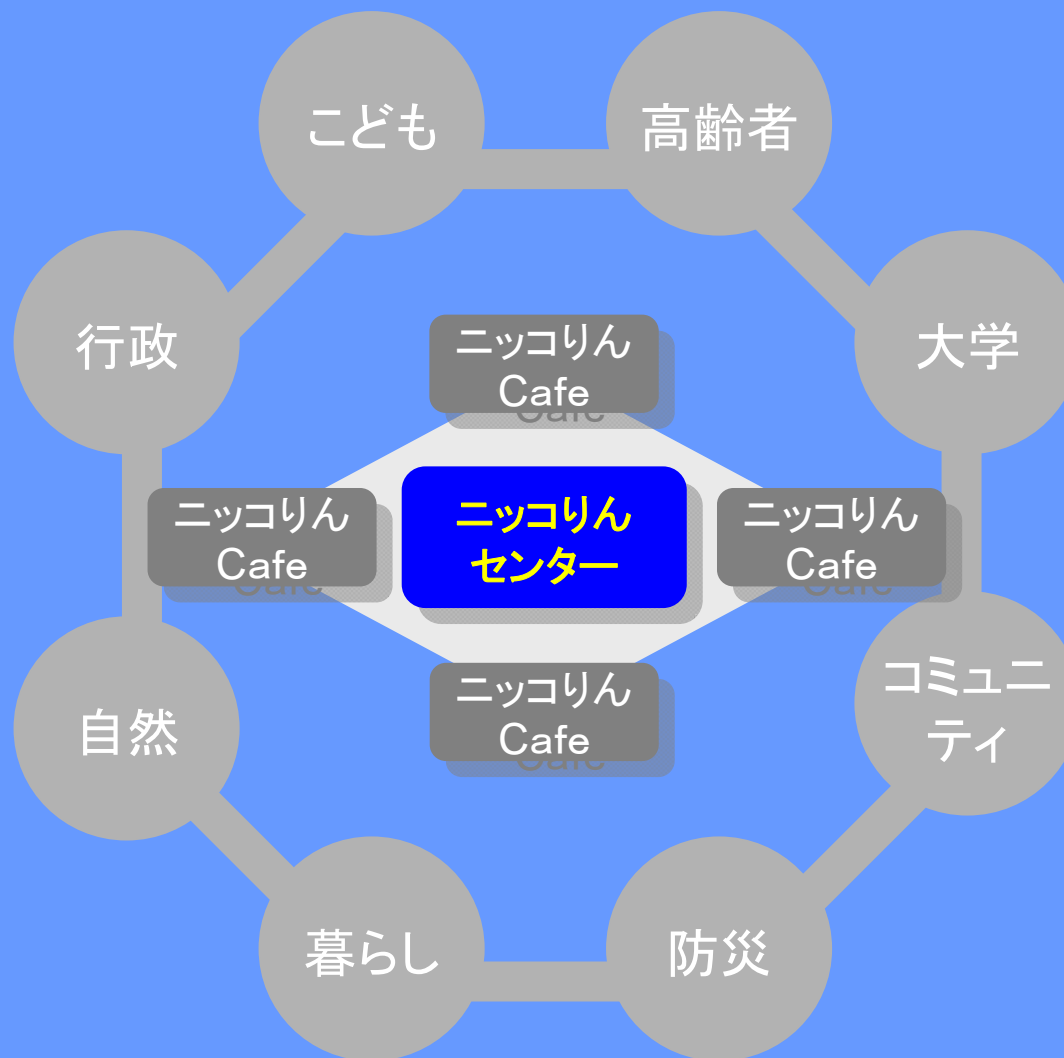 こども
高齢者
行政
大学
ニッコりん
Cafe
ニッコりん
Cafe
ニッコりん
センター
ニッコりん
Cafe
コミュニ
ティ
自然
ニッコりん
Cafe
暮らし
防災